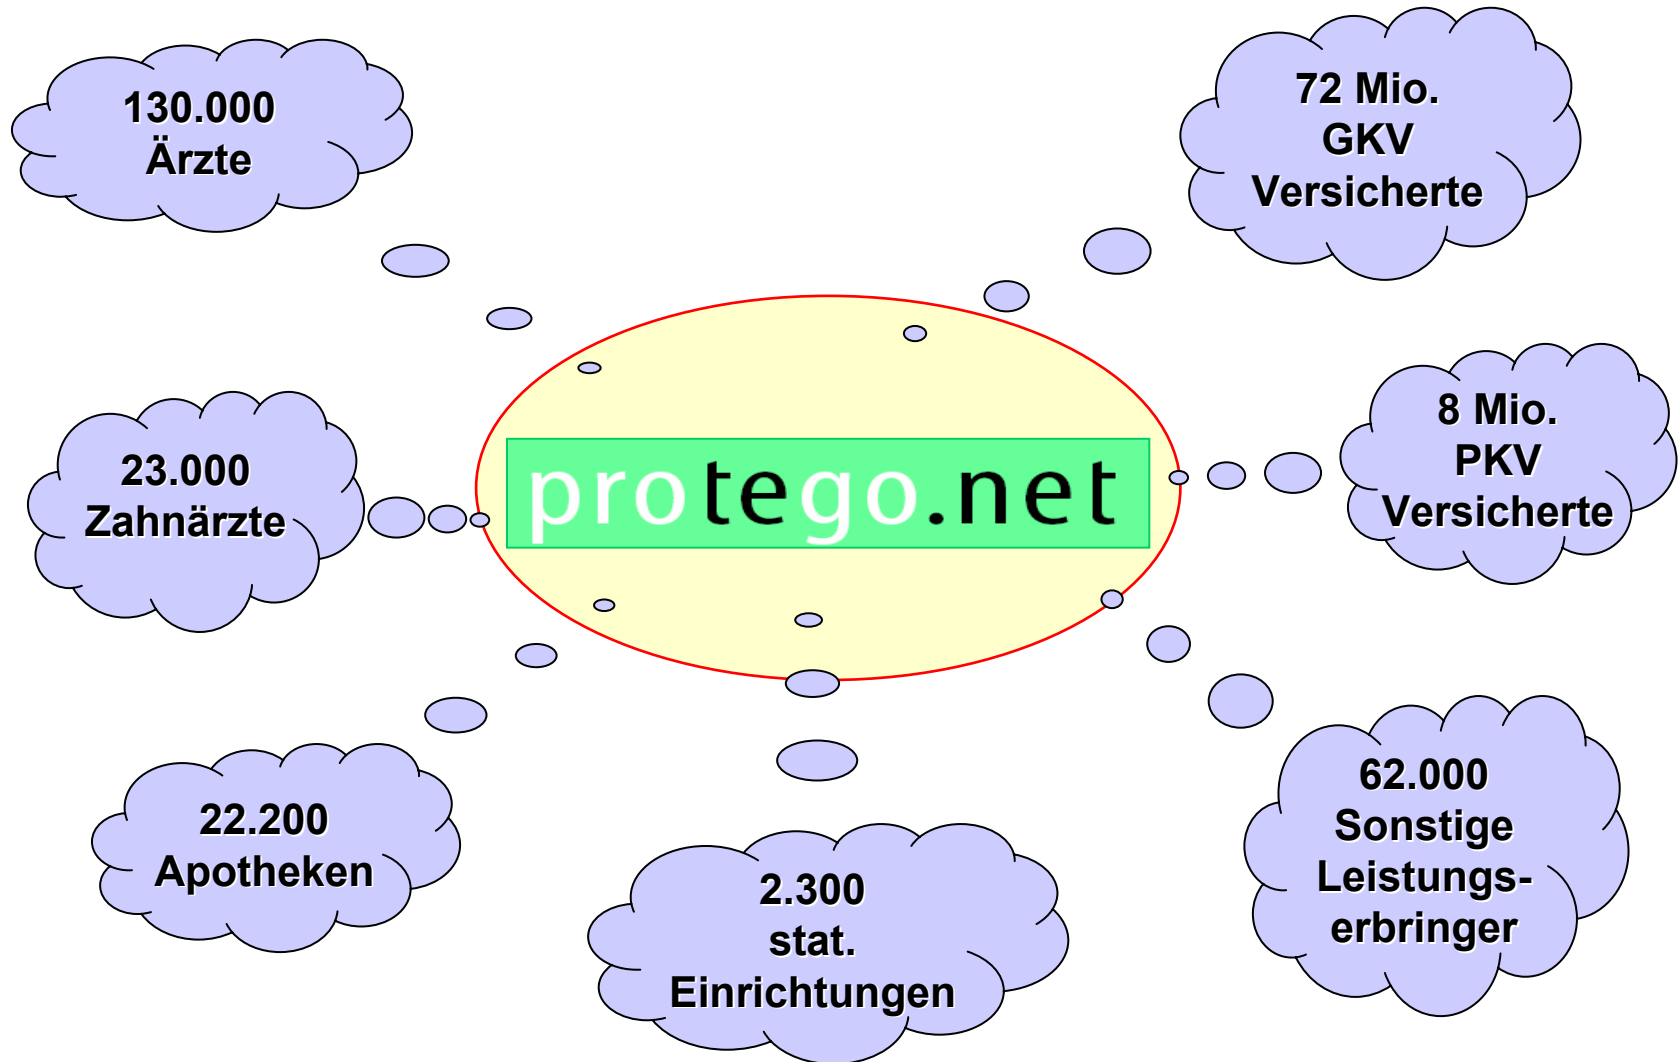 130.000
Ärzte
72 Mio.
GKV
Versicherte
23.000
Zahnärzte
protego.net
8 Mio.
PKV
Versicherte
22.200
Apotheken
2.300
stat.
Einrichtungen
62.000
Sonstige
Leistungs-
erbringer